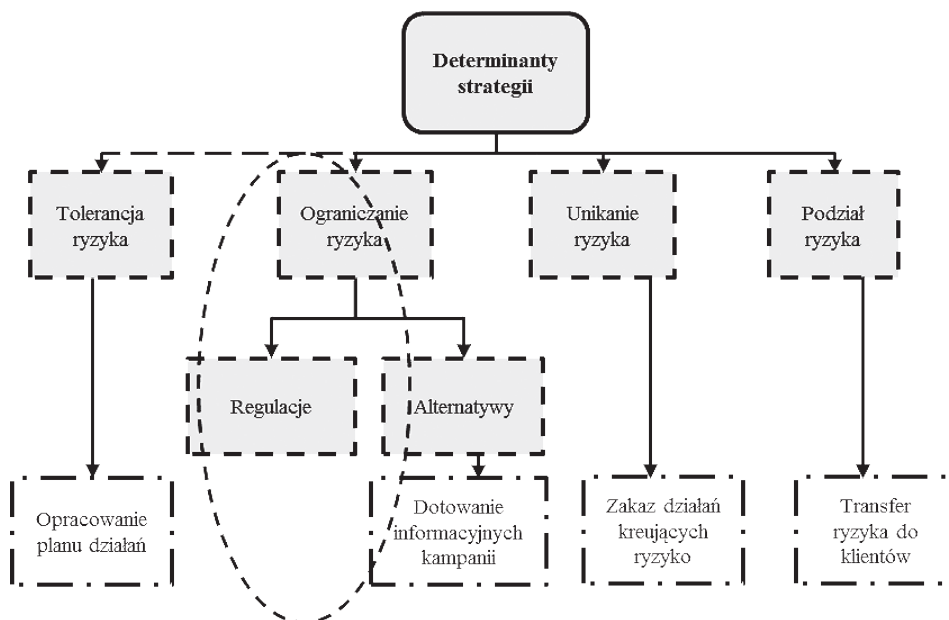 Determinanty
strategii
Tolerancja
ryzyka
Ograniczanie
ryzyka
Unikanie
ryzyka
Podział
ryzyka
Regulacje
Alternatywy
Opracowanie
planu działań
Dotowanie
informacyjnych
kampanii
Zakaz działań
kreujących
ryzyko
Transfer
ryzyka do
klientów